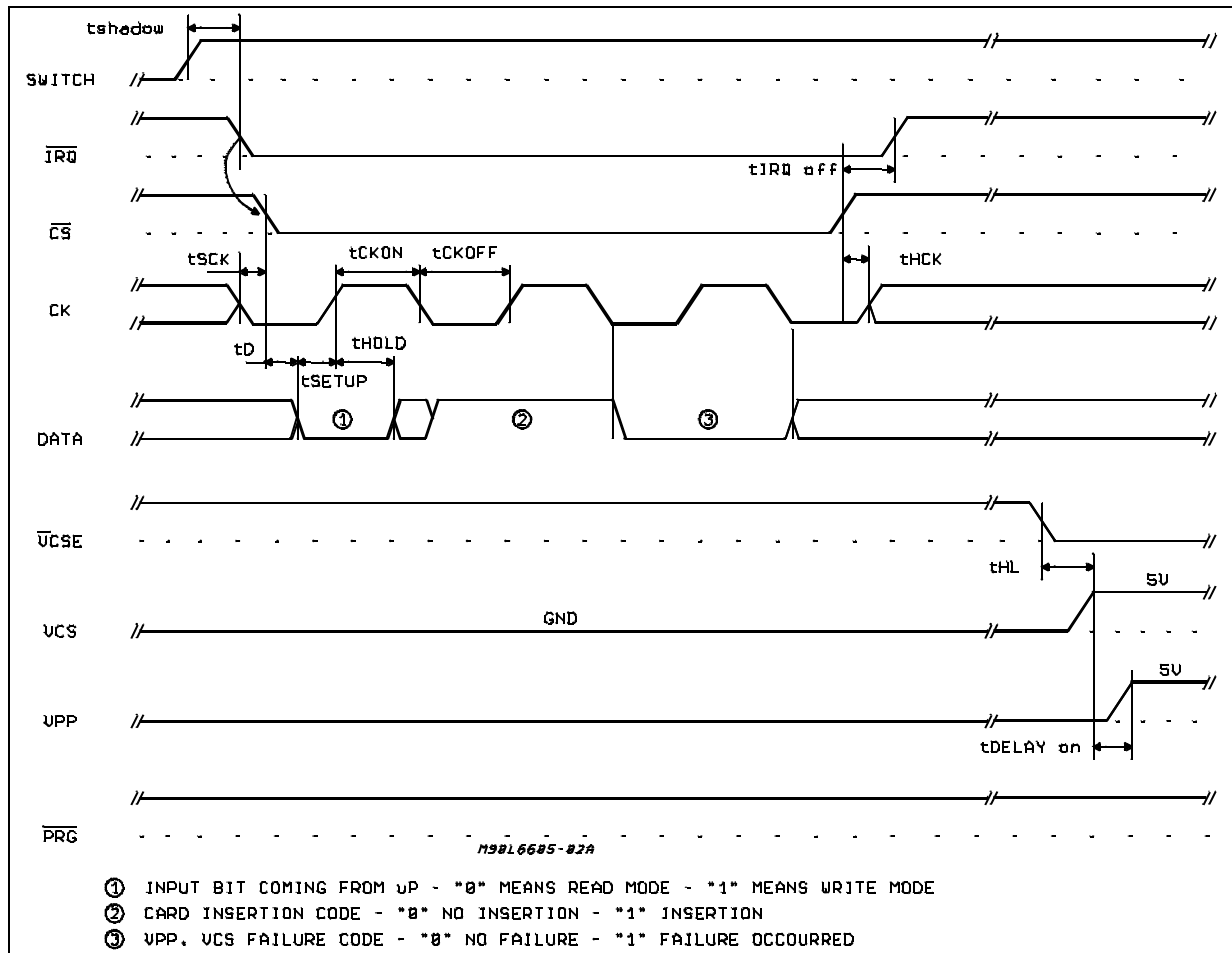 tshadow
SWITCH
IRQ
tIRQ off
CS
tSCK
tCKON
tCKOFF
tHCK
CK
tD
tHOLD
tSETUP
①
②
③
DATA
VCSE
tHL
5V
GND
VCS
5V
VPP
tDELAY on
PRG
M90L6605-02A
① INPUT BIT COMING FROM uP - "0" MEANS READ MODE - "1" MEANS WRITE MODE
② CARD INSERTION CODE - "0" NO INSERTION - "1" INSERTION
③ VPP. VCS FAILURE CODE - "0" NO FAILURE - "1" FAILURE OCCOURRED